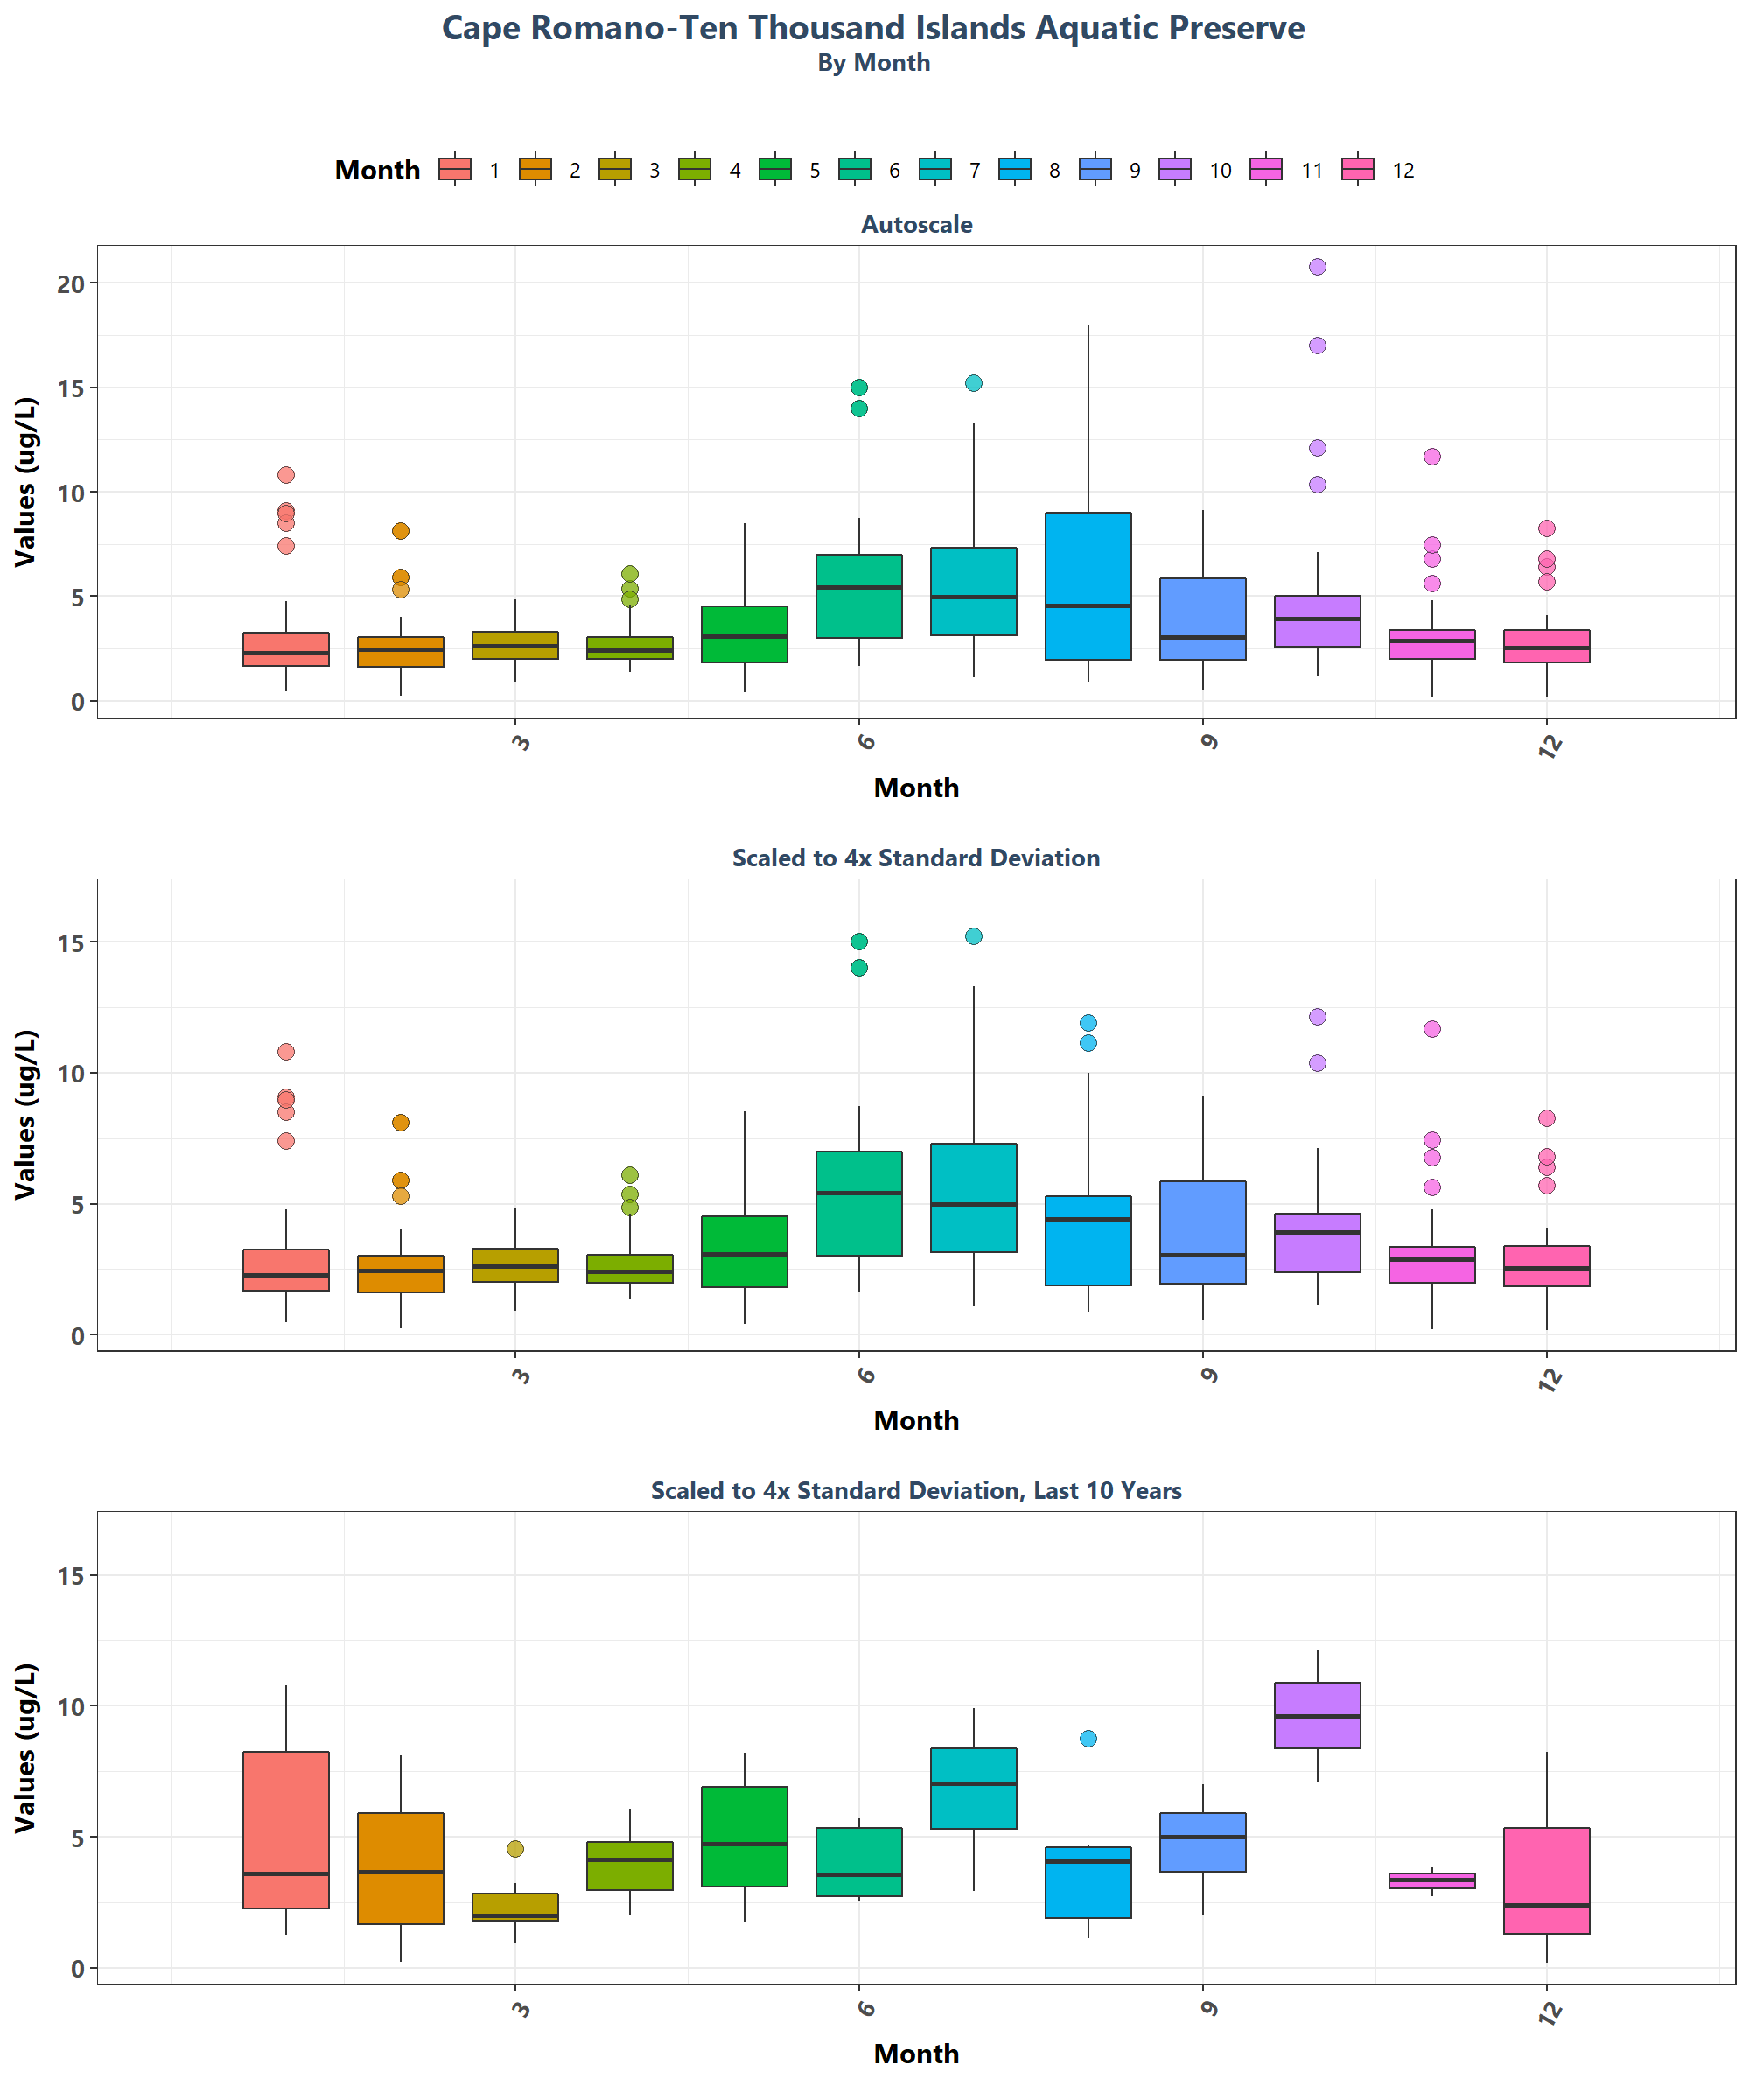 Cape Romano-Ten Thousand Islands Aquatic Preserve
By Month
Month 1 2 3 4 5 6 7 8 9 10 11 12
Autoscale
Values (ug/L)
20
15
10
5
0
3 6 9 12
Month
Scaled to 4x Standard Deviation
Values (ug/L)
15
10
5
0
3 6 9 12
Month
Scaled to 4x Standard Deviation, Last 10 Years
Values (ug/L)
15
10
5
0
3 6 9 12
Month